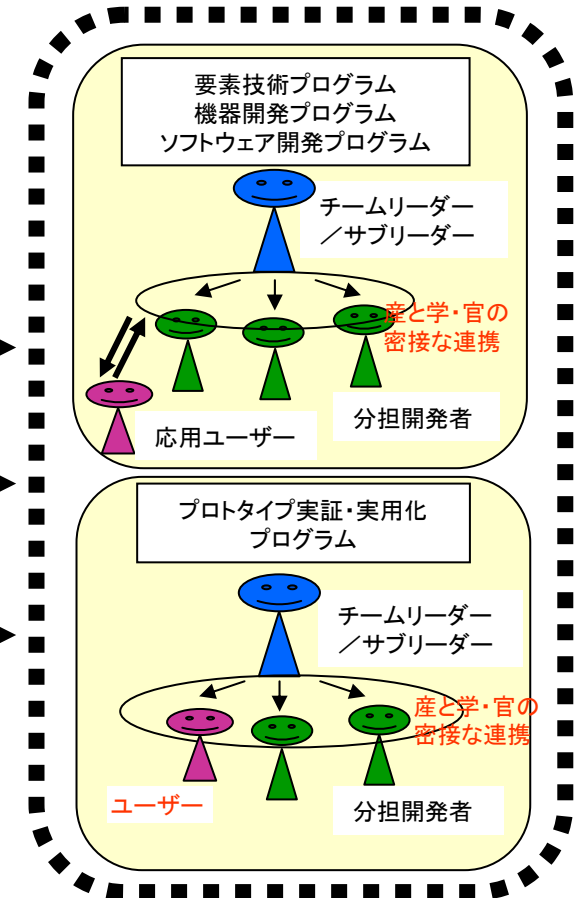 要素技術プログラム
機器開発プログラム
ソフトウェア開発プログラム
チームリーダー
／サブリーダー
産と学・官の
密接な連携
分担開発者
応用ユーザー
プロトタイプ実証・実用化
プログラム
チームリーダー
／サブリーダー
産と学・官の
密接な連携
ユーザー
分担開発者